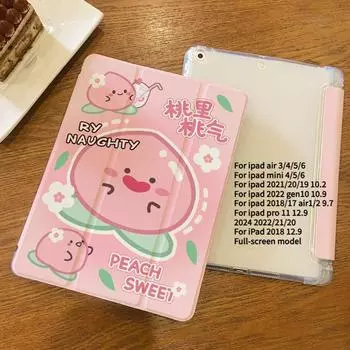 桃里
桃气
RY
NAUGHTY
PEACH
SWEET
For ipad air 3/4/5/6
For ipad mini 4/5/6
For ipad 2021/20/19 10.2
For ipad 2022 gen10 10.9
For ipad 2018/17 air1/2 9.7
For ipad pro 11 12.9
2024 2022/21/20
For iPad 2018 12.9
Full-screen model